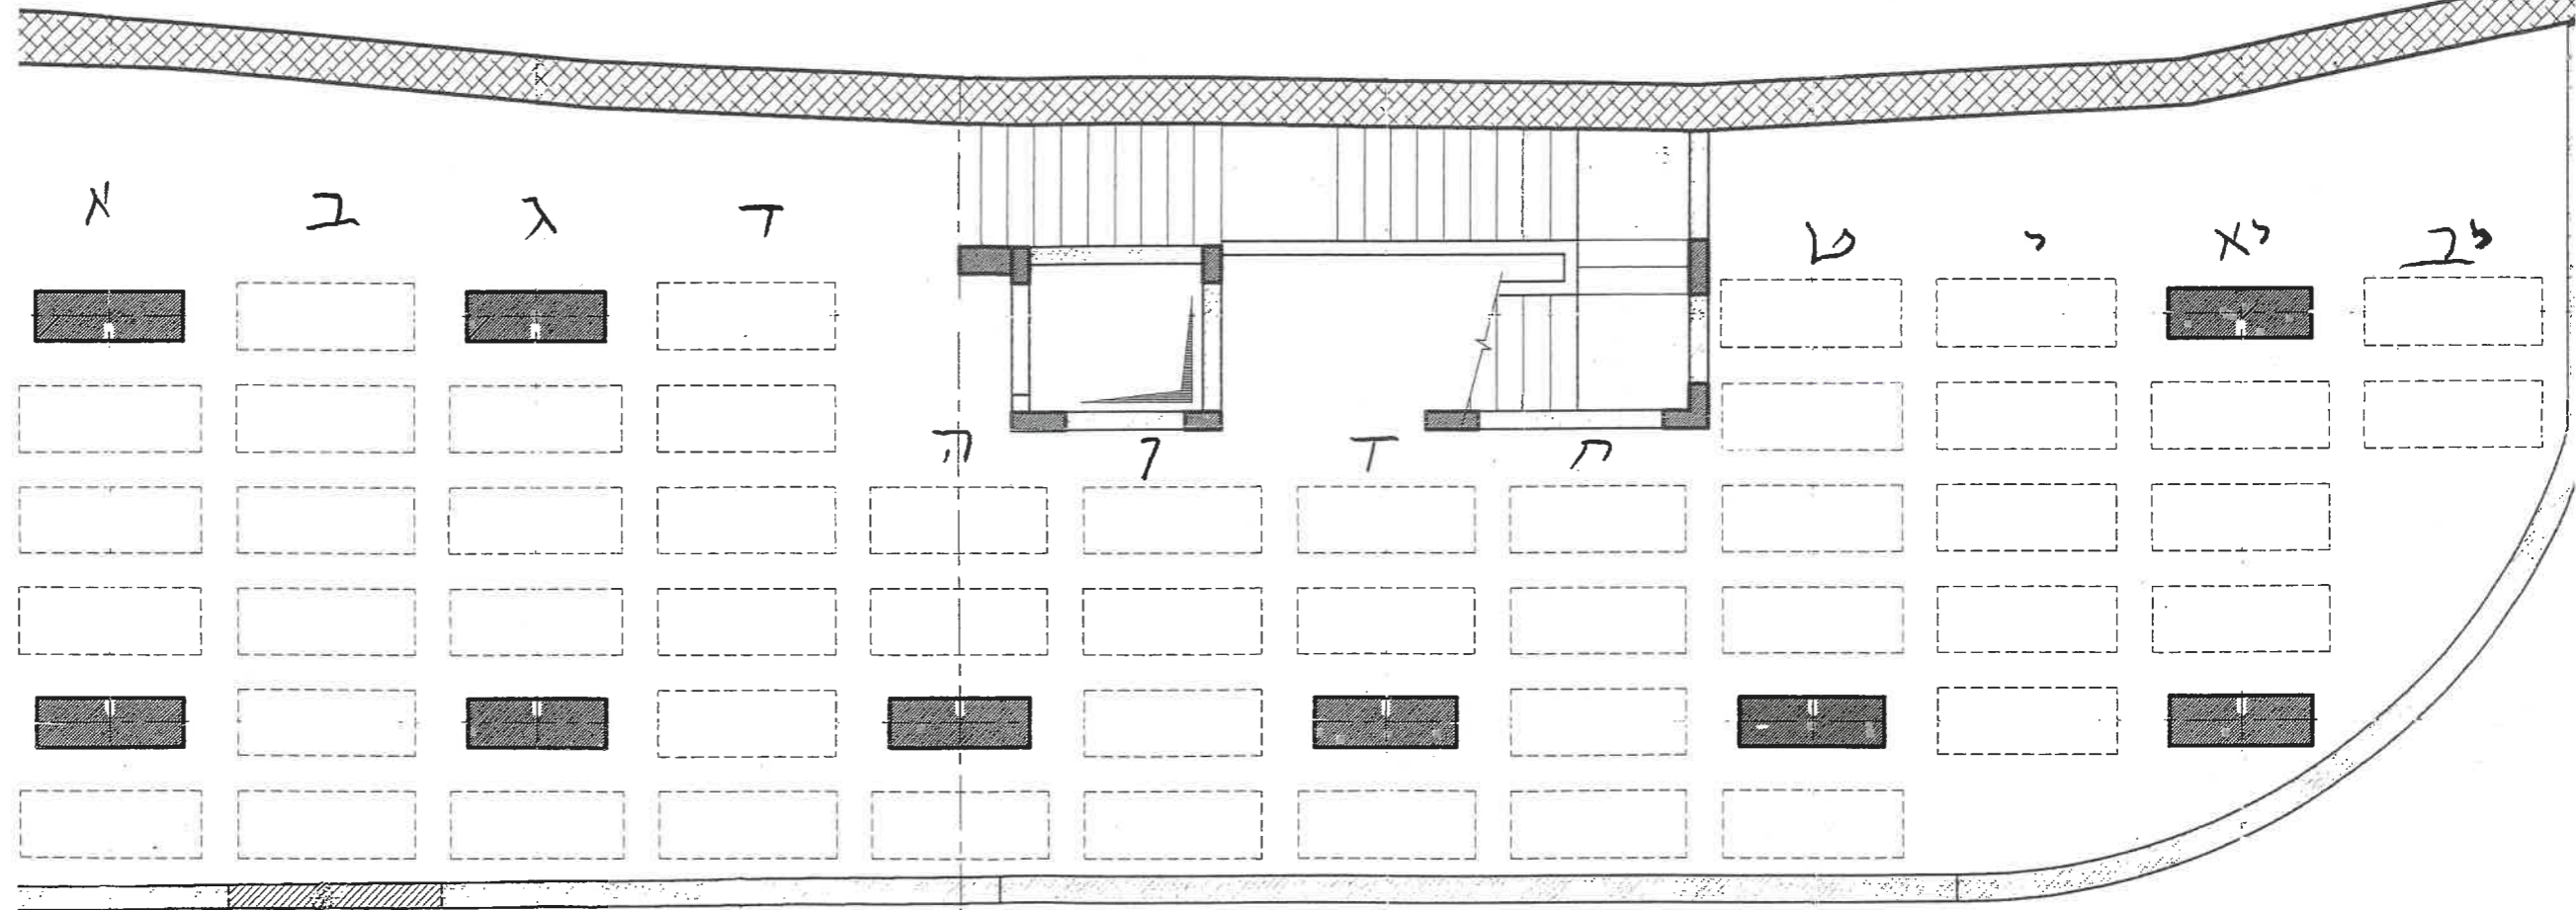 א
ב
ג
ד
ה
ו
ז
ח
ט
י
יא
יב